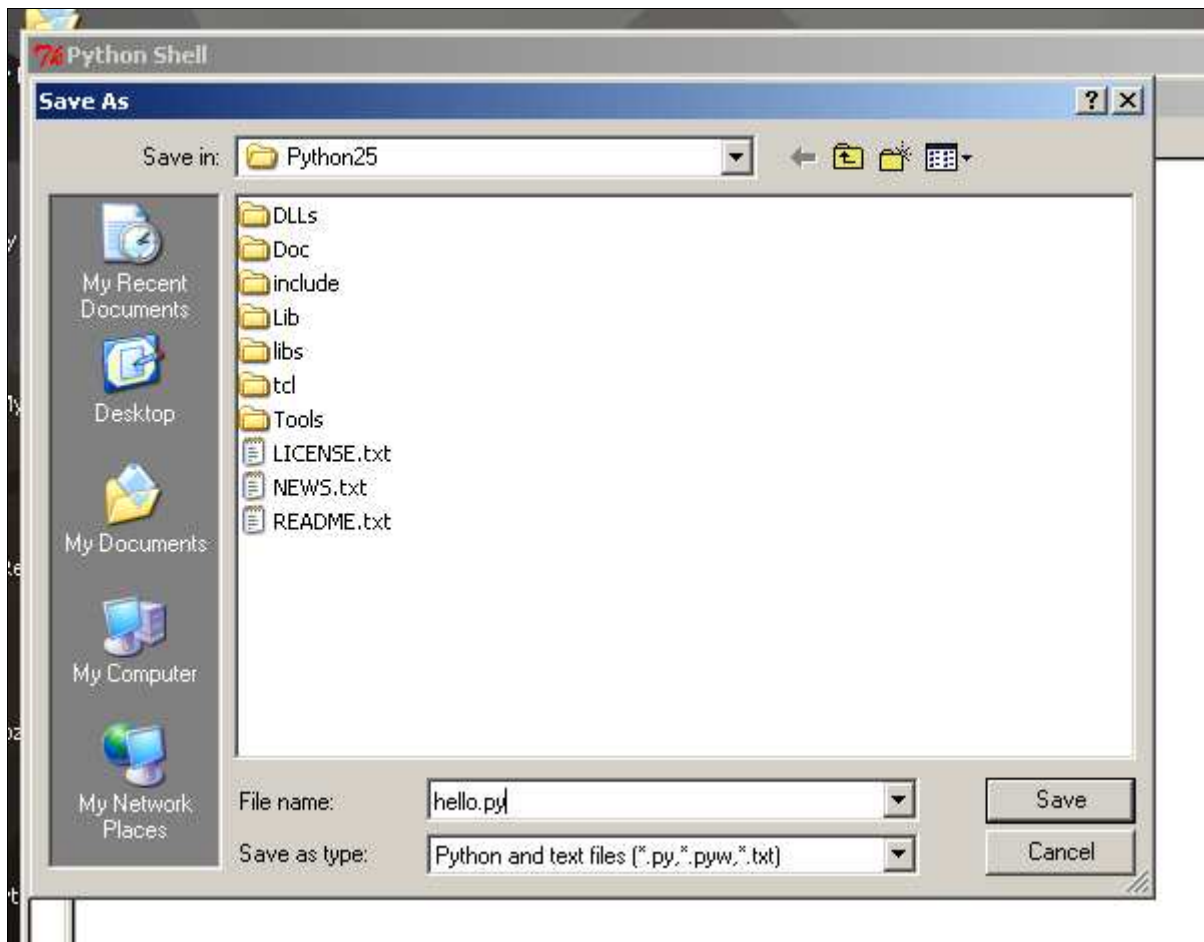 Python Shell
Save As
Save in:
Python25
My Recent
Documents
Desktop
My Documents
My Computer
My Network
Places
DLLs
Doc
include
Lib
libs
tcl
Tools
LICENSE.txt
NEWS.txt
README.txt
File name:
hello.py
Save
Save as type:
Python and text files (*.py,*.pyw,*.txt)
Cancel